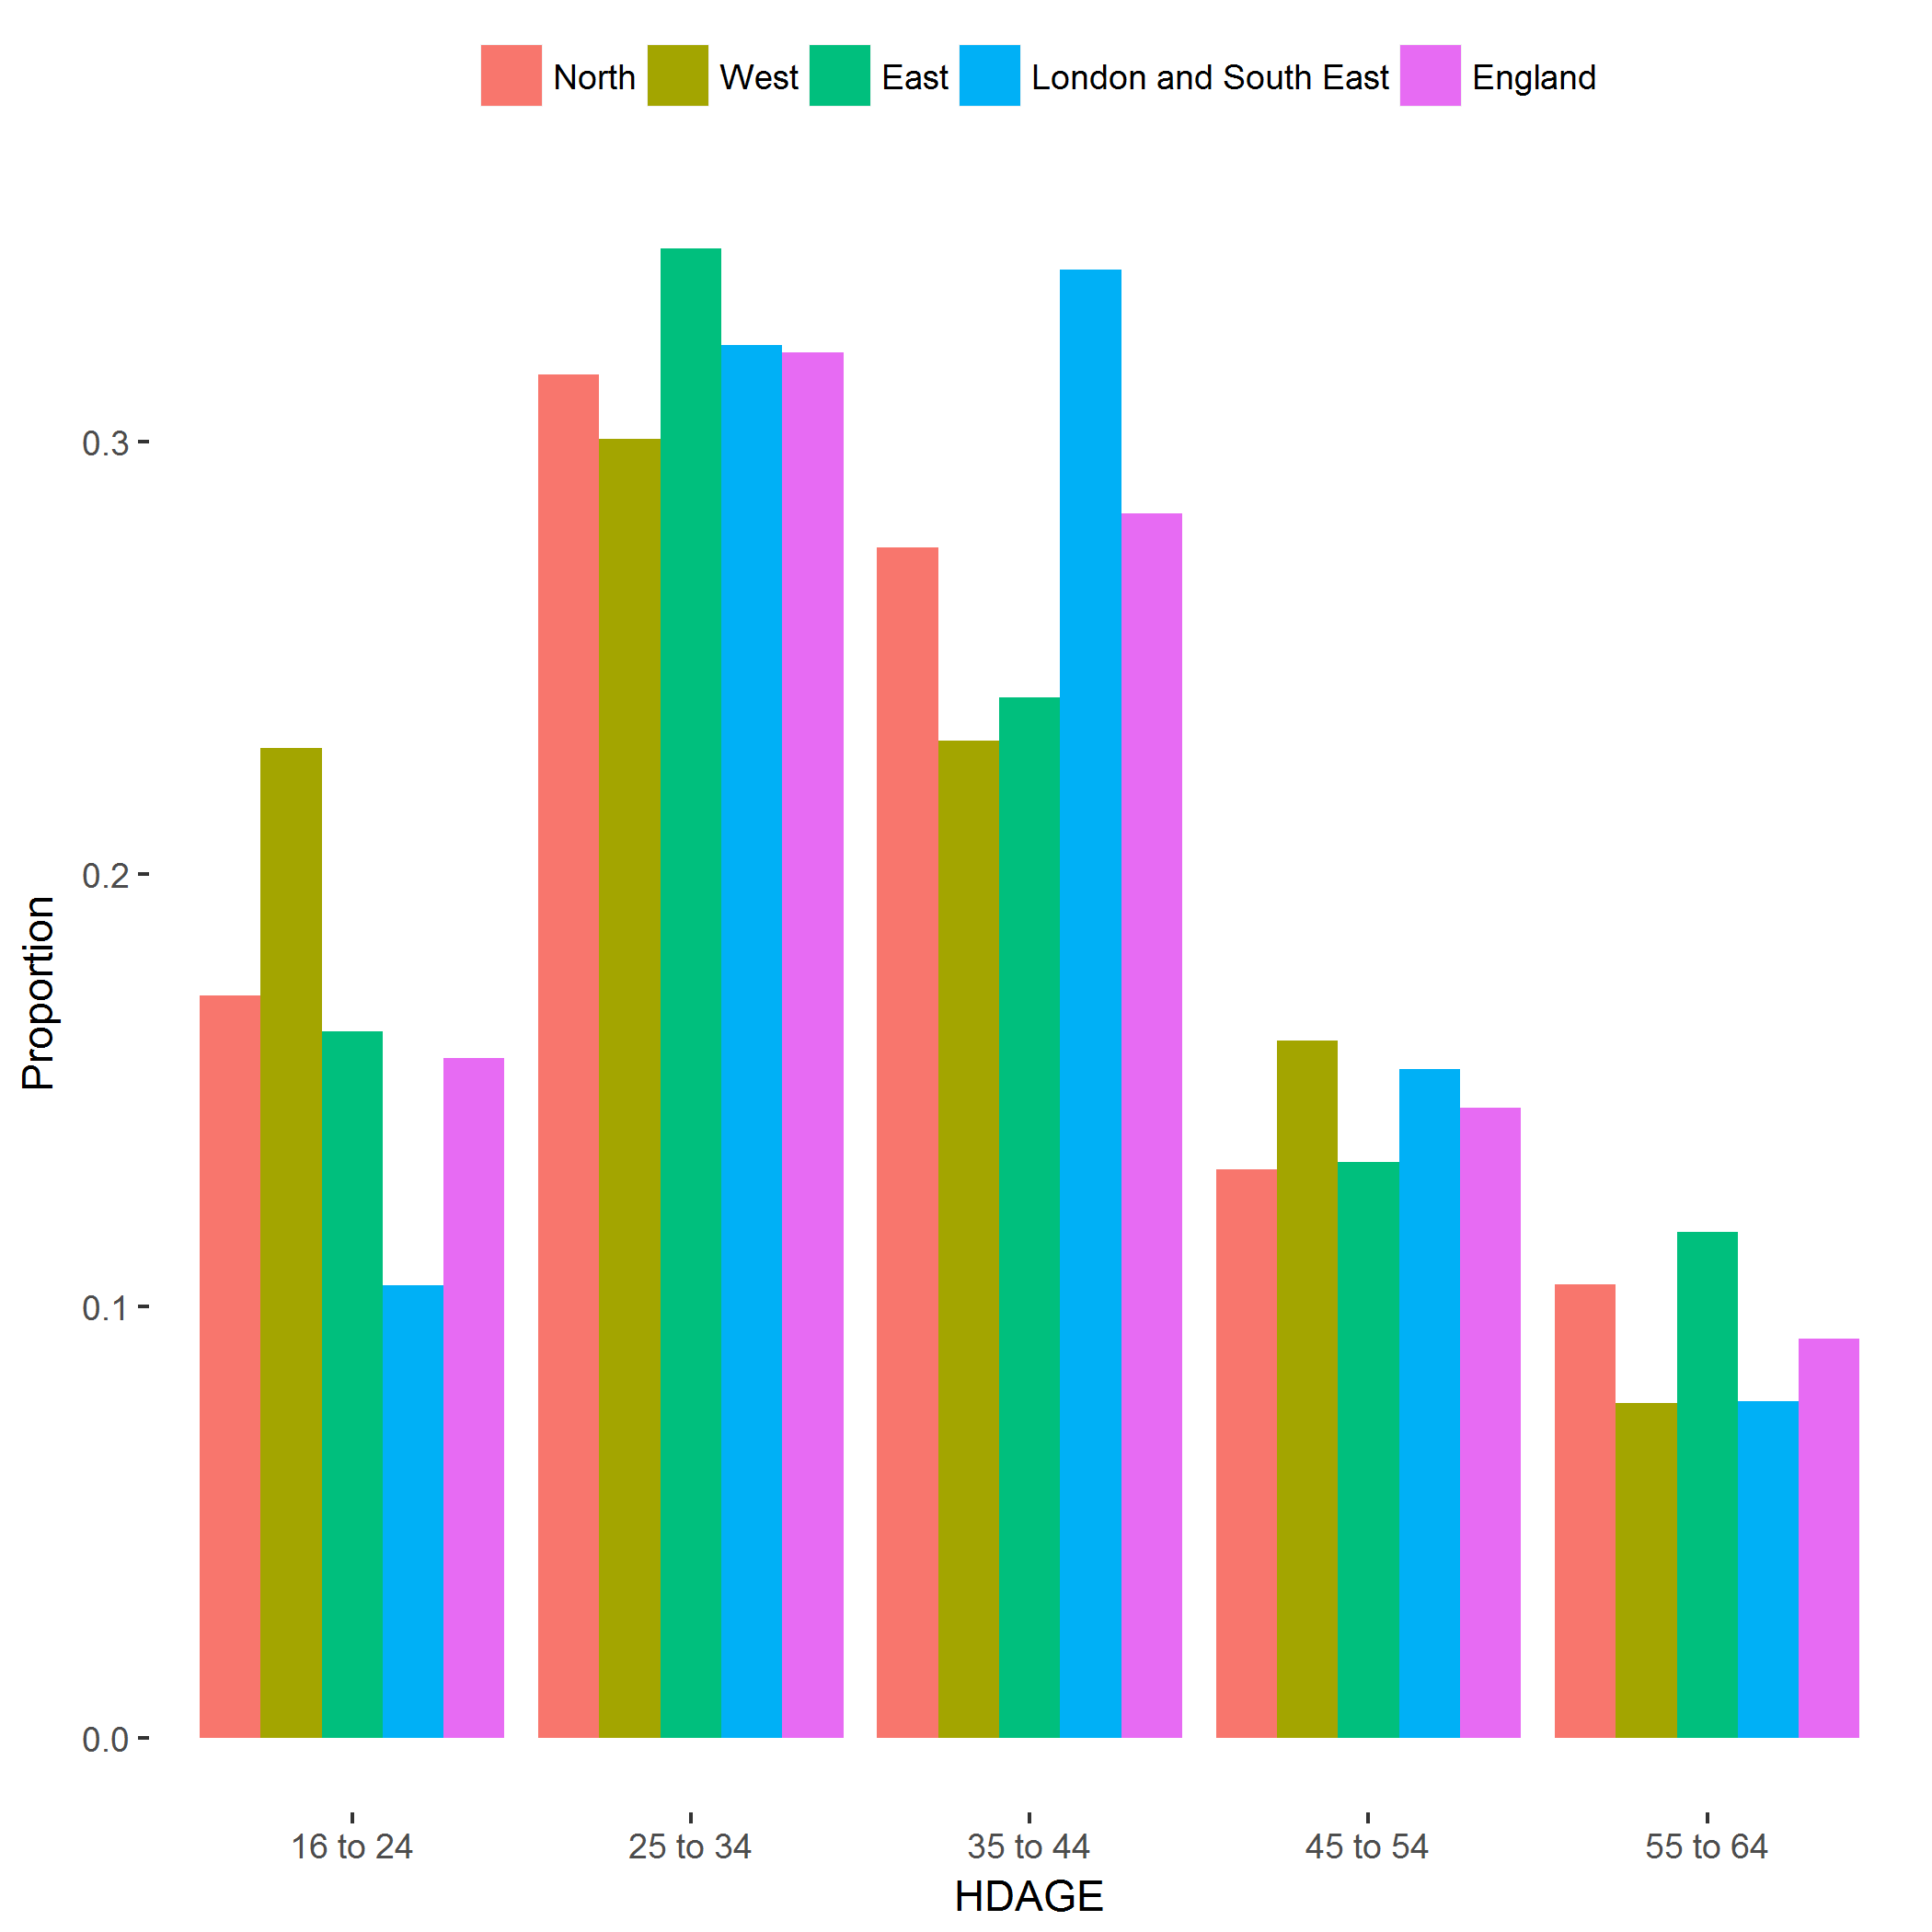 North West East London and South East England
Proportion
0.3
0.2
0.1
0.0
16 to 24 25 to 34 35 to 44 45 to 54 55 to 64
HDAGE